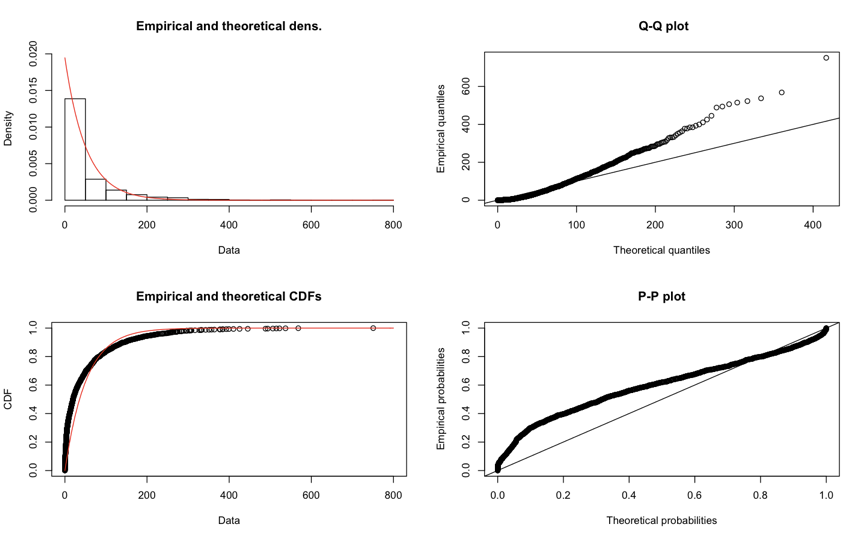 Empirical and theoretical dens.
Density
0.000 0.005 0.010 0.015 0.020
0 200 400 600 800
Data
Q-Q plot
Empirical quantiles
0 200 400 600
0 100 200 300 400
Theoretical quantiles
Empirical and theoretical CDFs
CDF
0.0 0.2 0.4 0.6 0.8 1.0
0 200 400 600 800
Data
P-P plot
Empirical probabilities
0.0 0.2 0.4 0.6 0.8 1.0
0.0 0.2 0.4 0.6 0.8 1.0
Theoretical probabilities